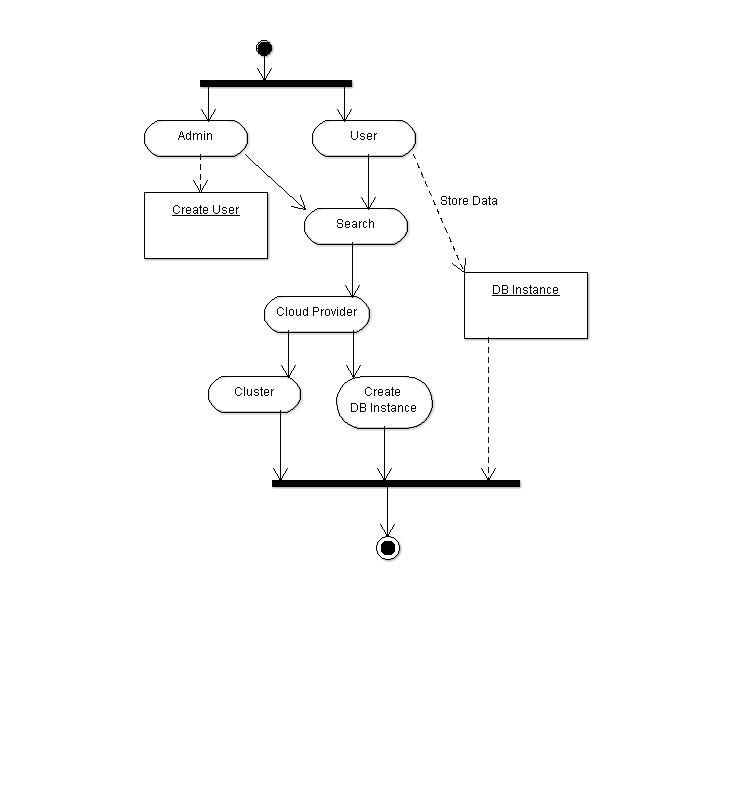 Admin
User
Create User
Store Data
Search
DB Instance
Cloud Provider
Cluster
Create
DB Instance